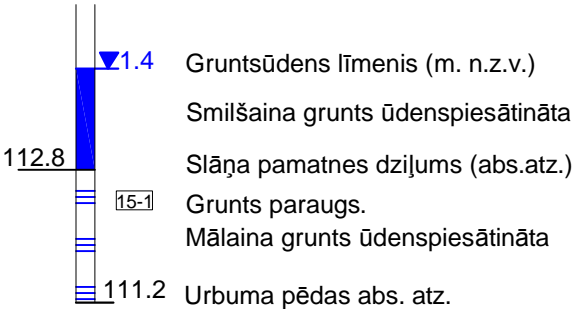 1.4 Gruntsūdens līmenis (m. n.z.v.)
Smilšaina grunts ūdenspiesātināta
112.8 Slāņa pamatnes dziļums (abs.atz.)
15-1 Grunts paraugs.
Mālaina grunts ūdenspiesātināta
111.2 Urbuma pēdas abs. atz.